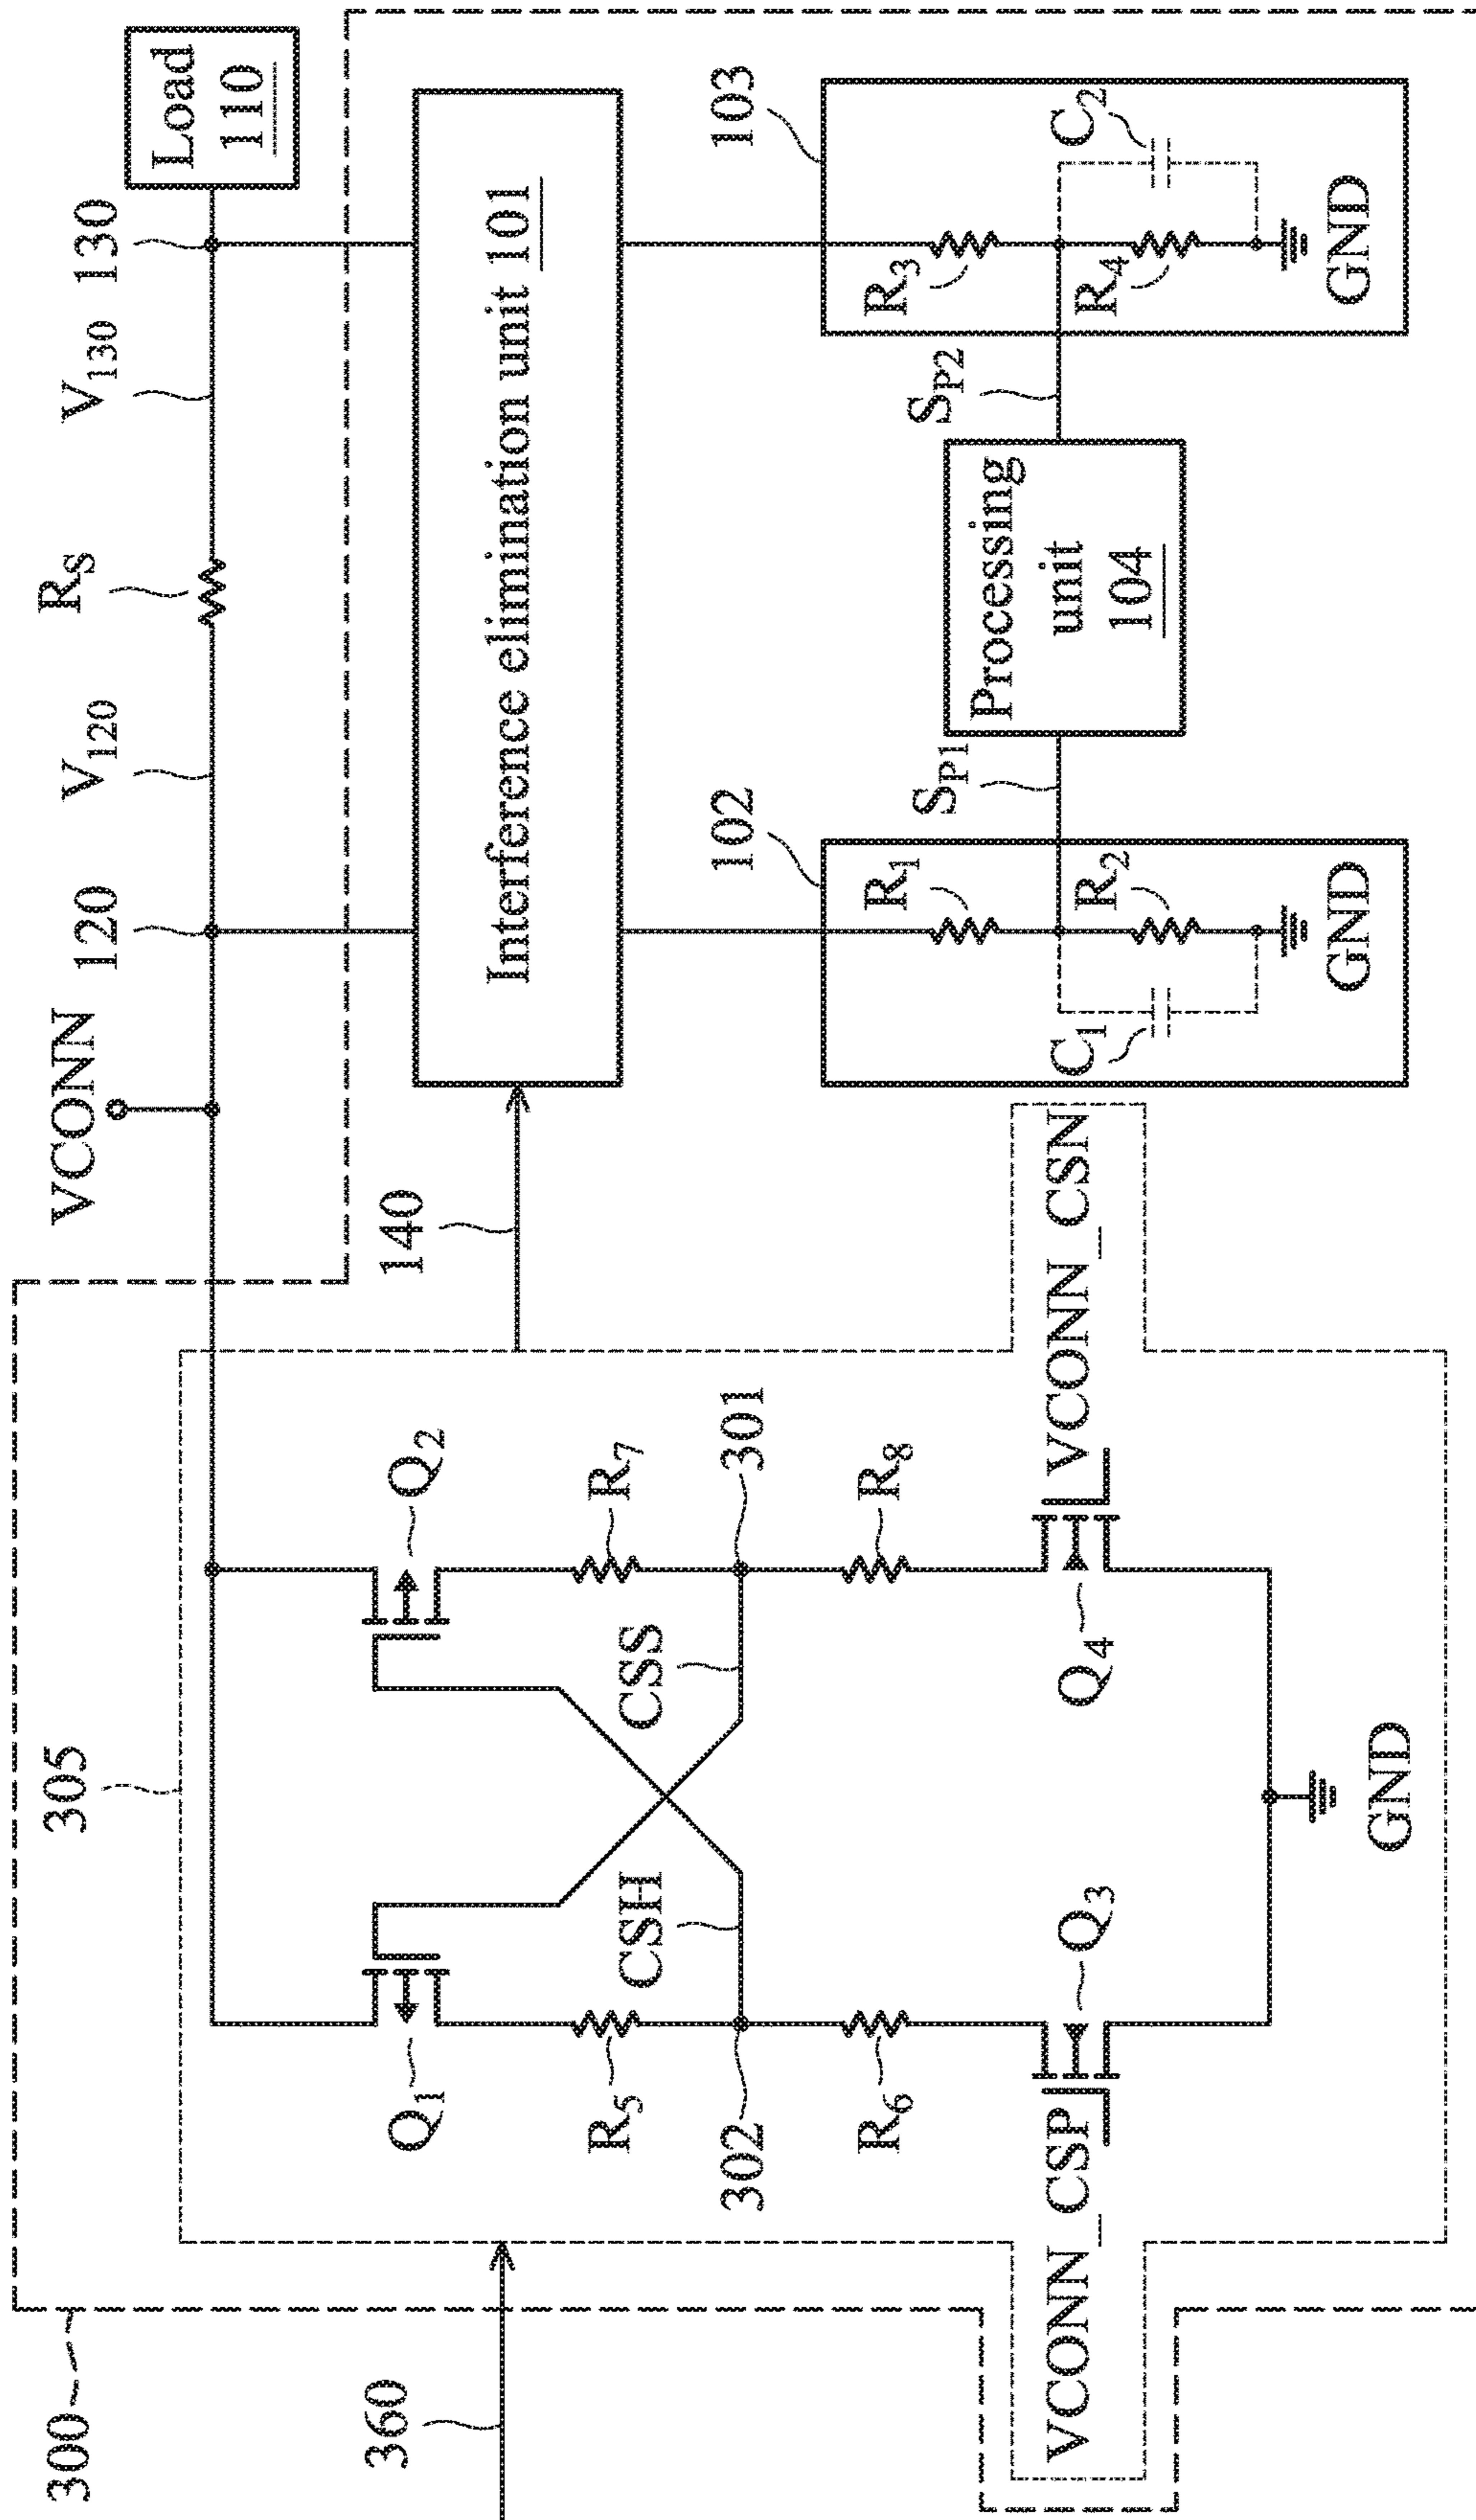 300
305
VCONN
120
V120
RS
V130
130
Load
110
360
140
Q1
Q2
Interference elimination unit 101
R5
CSH
CSS
R7
302
301
102
103
R6
R8
R1
SP1
SP2
R3
VCONN_CSP
Q3
Q4
VCONN_CSN
C1
R2
Processing
unit
104
R4
C2
GND
GND
GND